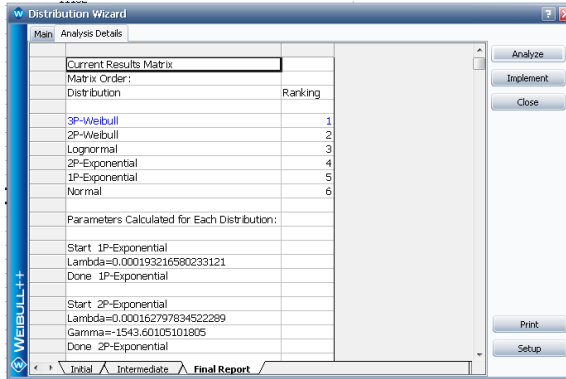 Distribution Wizard
Main Analysis Details
Current Results Matrix
Matrix Order:
Distribution Ranking
3P-Weibull 1
2P-Weibull 2
Lognormal 3
2P-Exponential 4
1P-Exponential 5
Normal 6
Parameters Calculated for Each Distribution:
Start 1P-Exponential
Lambda=0.000193216580233121
Done 1P-Exponential
Start 2P-Exponential
Lambda=0.000162797834522289
Gamma=-1543.60105101805
Done 2P-Exponential
Initial Intermediate Final Report
Analyze
Implement
Close
Print
Setup
WEIBULL++